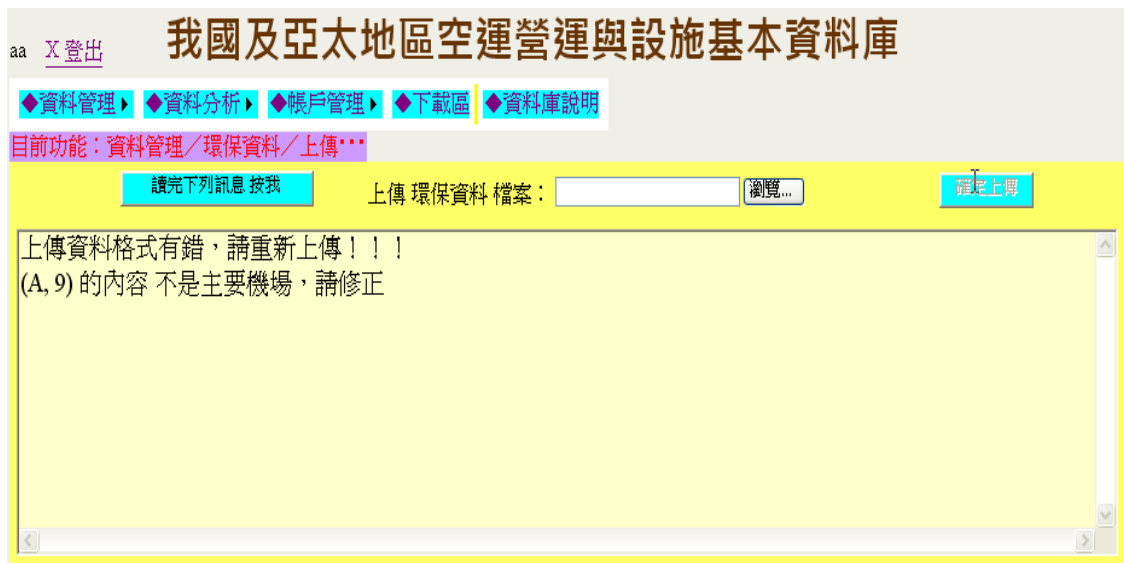 aa X 登出 我國及亞太地區空運營運與設施基本資料庫
◆資料管理▶ ◆資料分析▶ ◆帳戶管理▶ ◆下載區 ◆資料庫說明
目前功能：資料管理／環保資料／上傳…
讀完下列訊息 按我 上傳 環保資料 檔案： 瀏覽... 確定上傳
上傳資料格式有錯，請重新上傳！！！
(A, 9) 的內容 不是主要機場，請修正